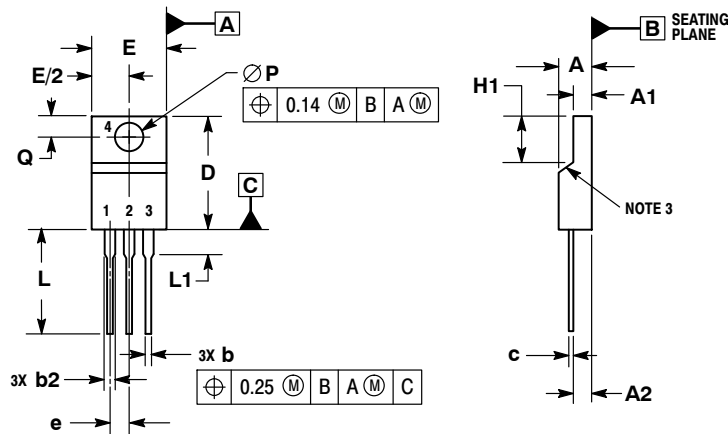 A
E
E/2
Ø P
⌖ 0.14 Ⓜ B A Ⓜ
4
Q
D
C
1 2 3
L
L1
3X b
3X b2
⌖ 0.25 Ⓜ B A Ⓜ C
e
B SEATING PLANE
A
H1
A1
NOTE 3
c
A2